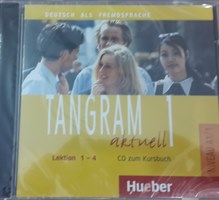 DEUTSCH ALS FREMDSPRACHE
TANGRAM 1
aktuell
Lektion 1 – 4
CD zum Kursbuch
Hueber